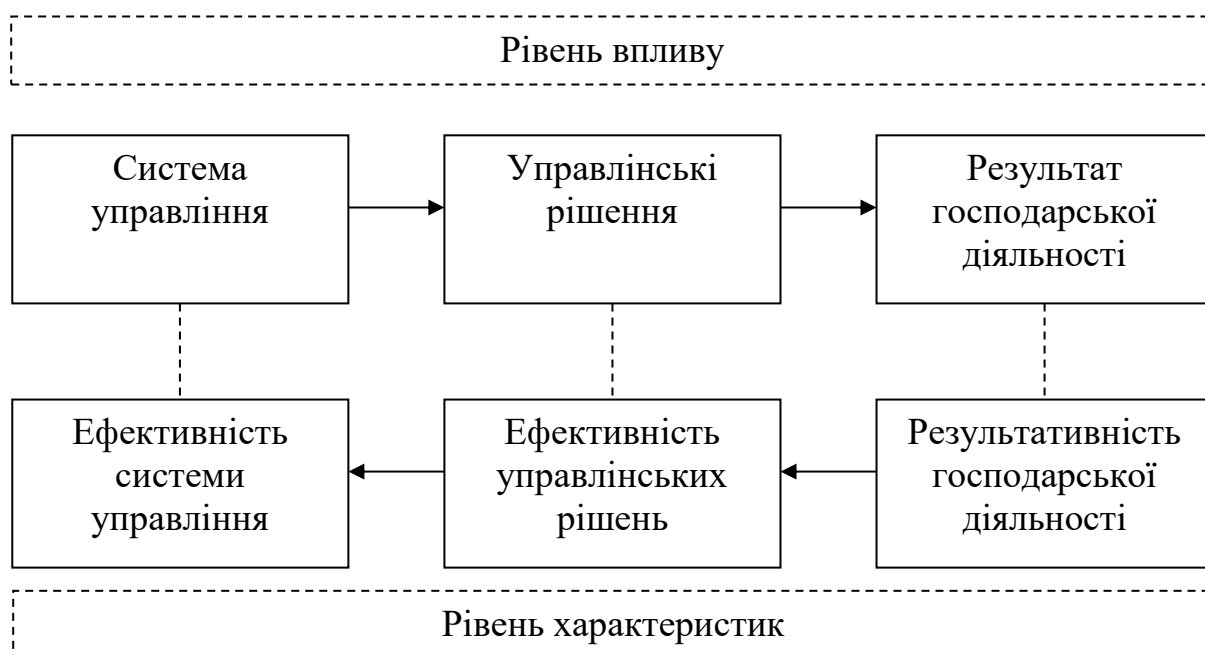 Рівень впливу
Система
управління
Управлінські
рішення
Результат
господарської
діяльності
Ефективність
системи
управління
Ефективність
управлінських
рішень
Результативність
господарської
діяльності
Рівень характеристик